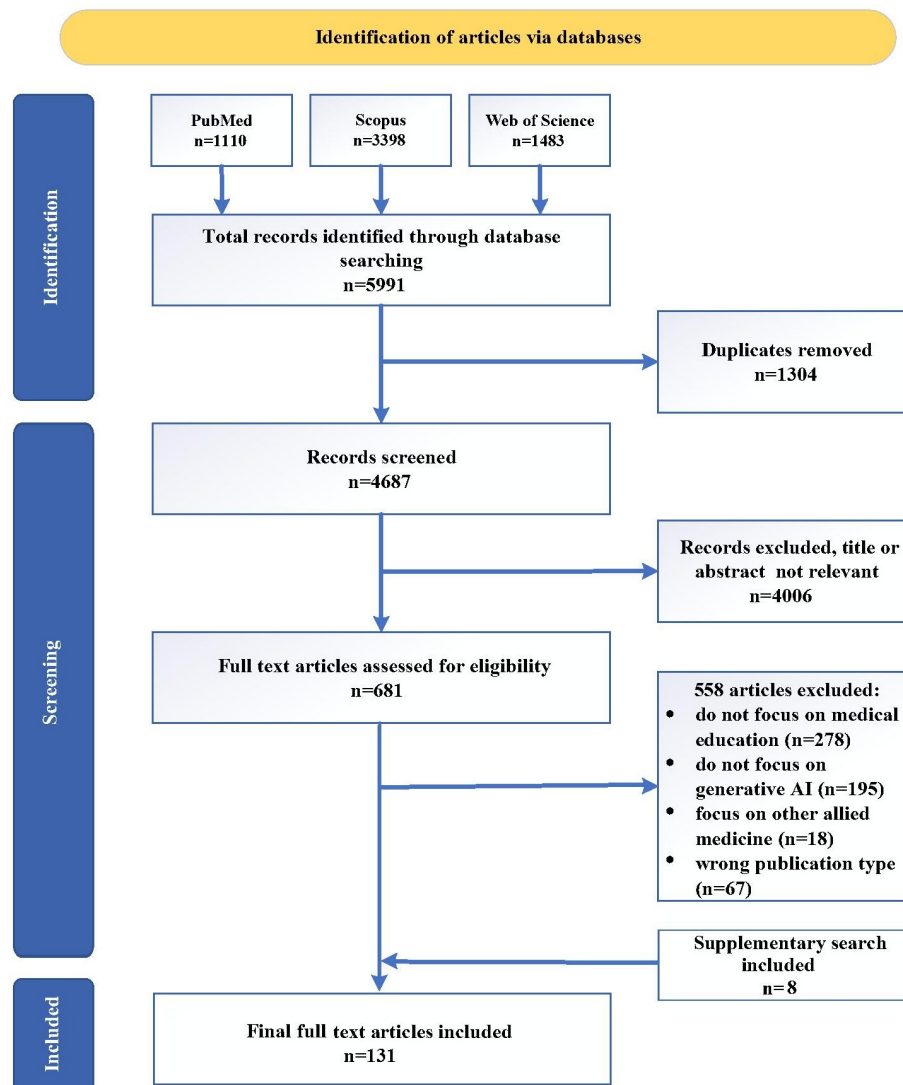 Identification of articles via databases
Identification
PubMed
n=1110
Scopus
n=3398
Web of Science
n=1483
Total records identified through database
searching
n=5991
Duplicates removed
n=1304
Screening
Records screened
n=4687
Records excluded, title or
abstract not relevant
n=4006
Full text articles assessed for eligibility
n=681
558 articles excluded:
• do not focus on medical
education (n=278)
• do not focus on
generative AI (n=195)
• focus on other allied
medicine (n=18)
• wrong publication type
(n=67)
Supplementary search
included
n=8
Included
Final full text articles included
n=131